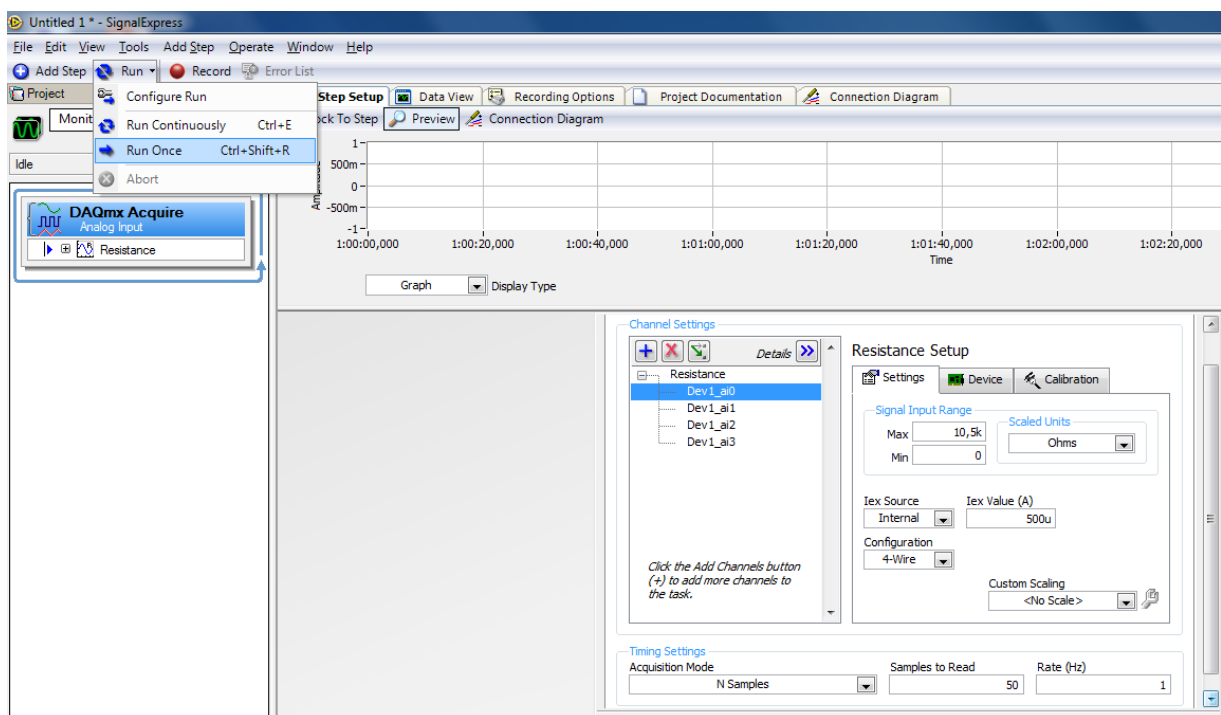 Untitled 1 * - SignalExpress
File Edit View Tools Add Step Operate Window Help
Add Step Run Record Error List
Project
Configure Run
Run Continuously Ctrl+E
Run Once Ctrl+Shift+R
Abort
Monit
Idle
DAQmx Acquire
Analog Input
Resistance
Step Setup Data View Recording Options Project Documentation Connection Diagram
ock To Step Preview Connection Diagram
Amplitude
1
500m
0
-500m
-1
1:00:00,000 1:00:20,000 1:00:40,000 1:01:00,000 1:01:20,000 1:01:40,000 1:02:00,000 1:02:20,000
Time
Graph Display Type
Channel Settings
Details
Resistance
Dev1_ai0
Dev1_ai1
Dev1_ai2
Dev1_ai3
Click the Add Channels button
(+) to add more channels to
the task.
Resistance Setup
Settings Device Calibration
Signal Input Range
Max 10,5k
Min 0
Scaled Units
Ohms
Iex Source Iex Value (A)
Internal 500u
Configuration
4-Wire
Custom Scaling
<No Scale>
Timing Settings
Acquisition Mode Samples to Read Rate (Hz)
N Samples 50 1